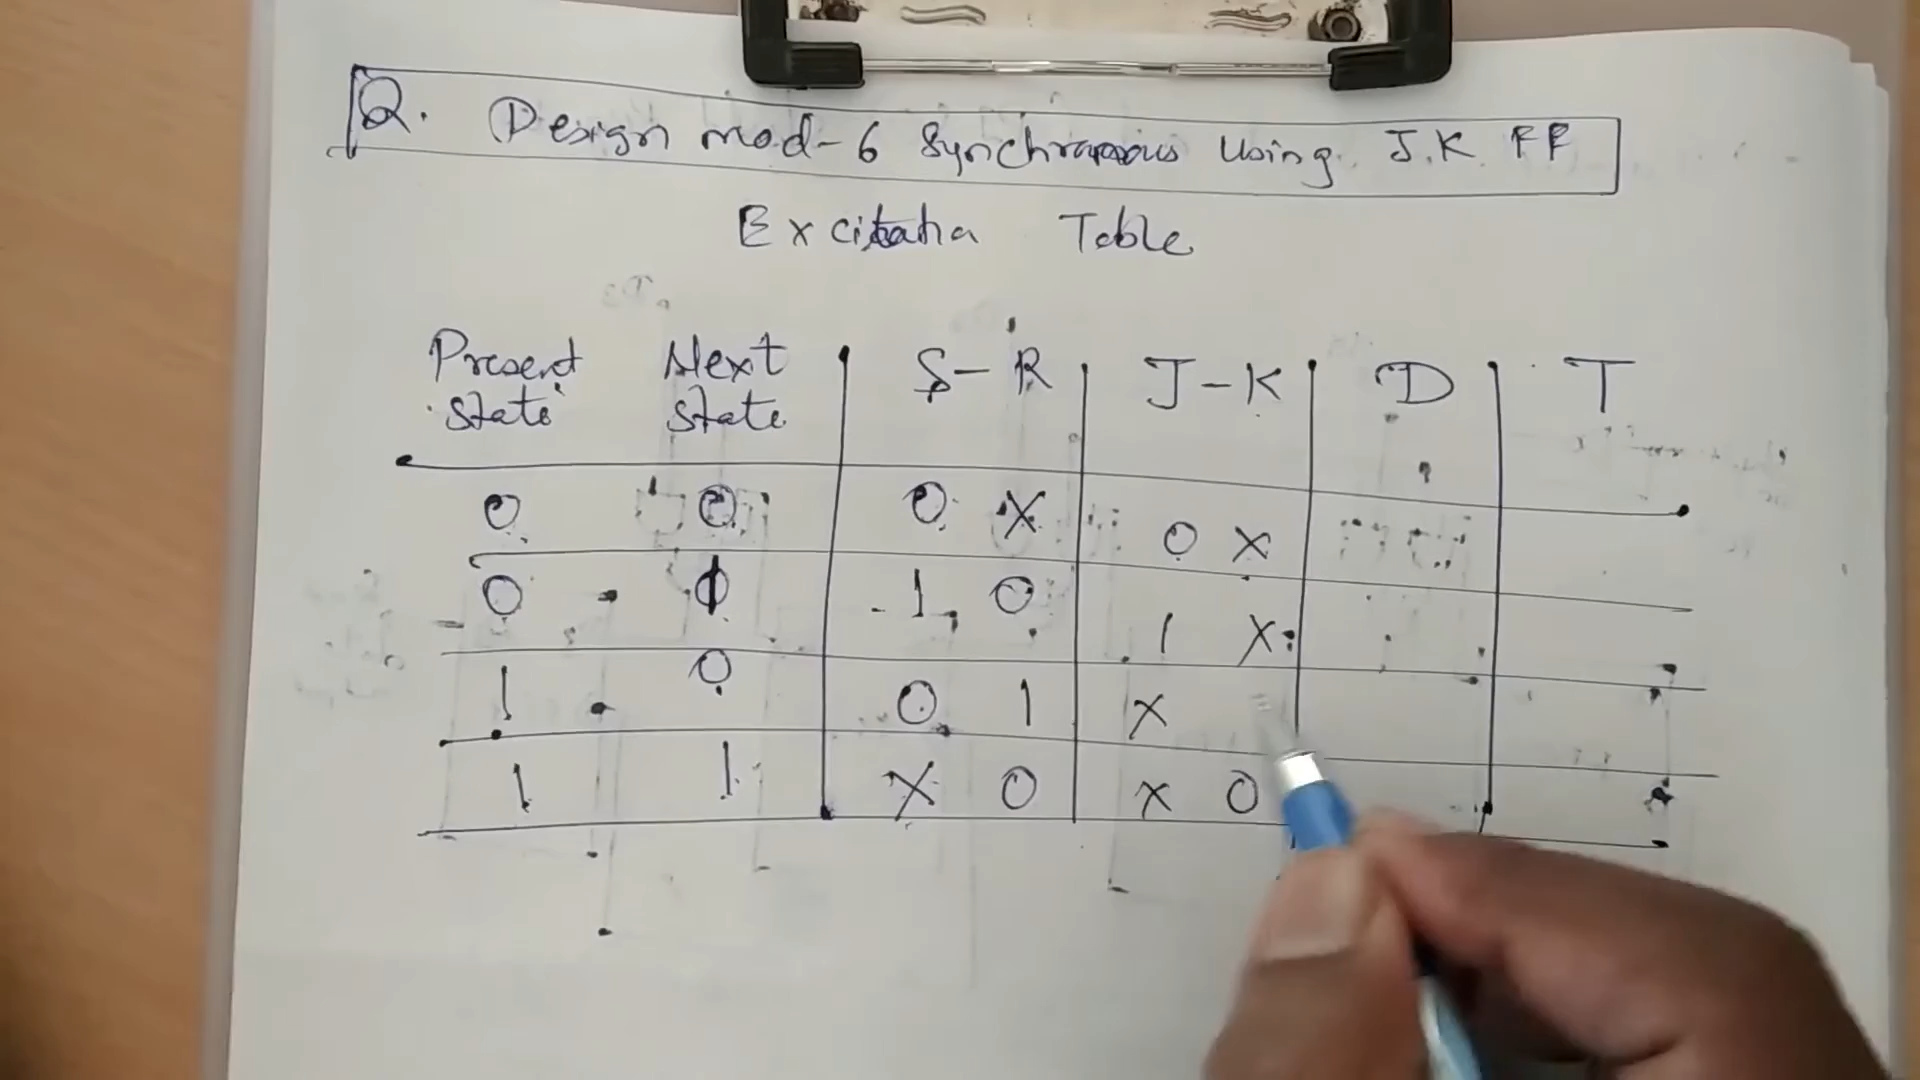 Q. Design mod-6 Synchronous Using J.K FF
Excitation Table
Present state Next state S-R J-K D T
0 0 0 X 0 X
0 1 1 0 1 X
1 0 0 1 X
1 1 X 0 X 0